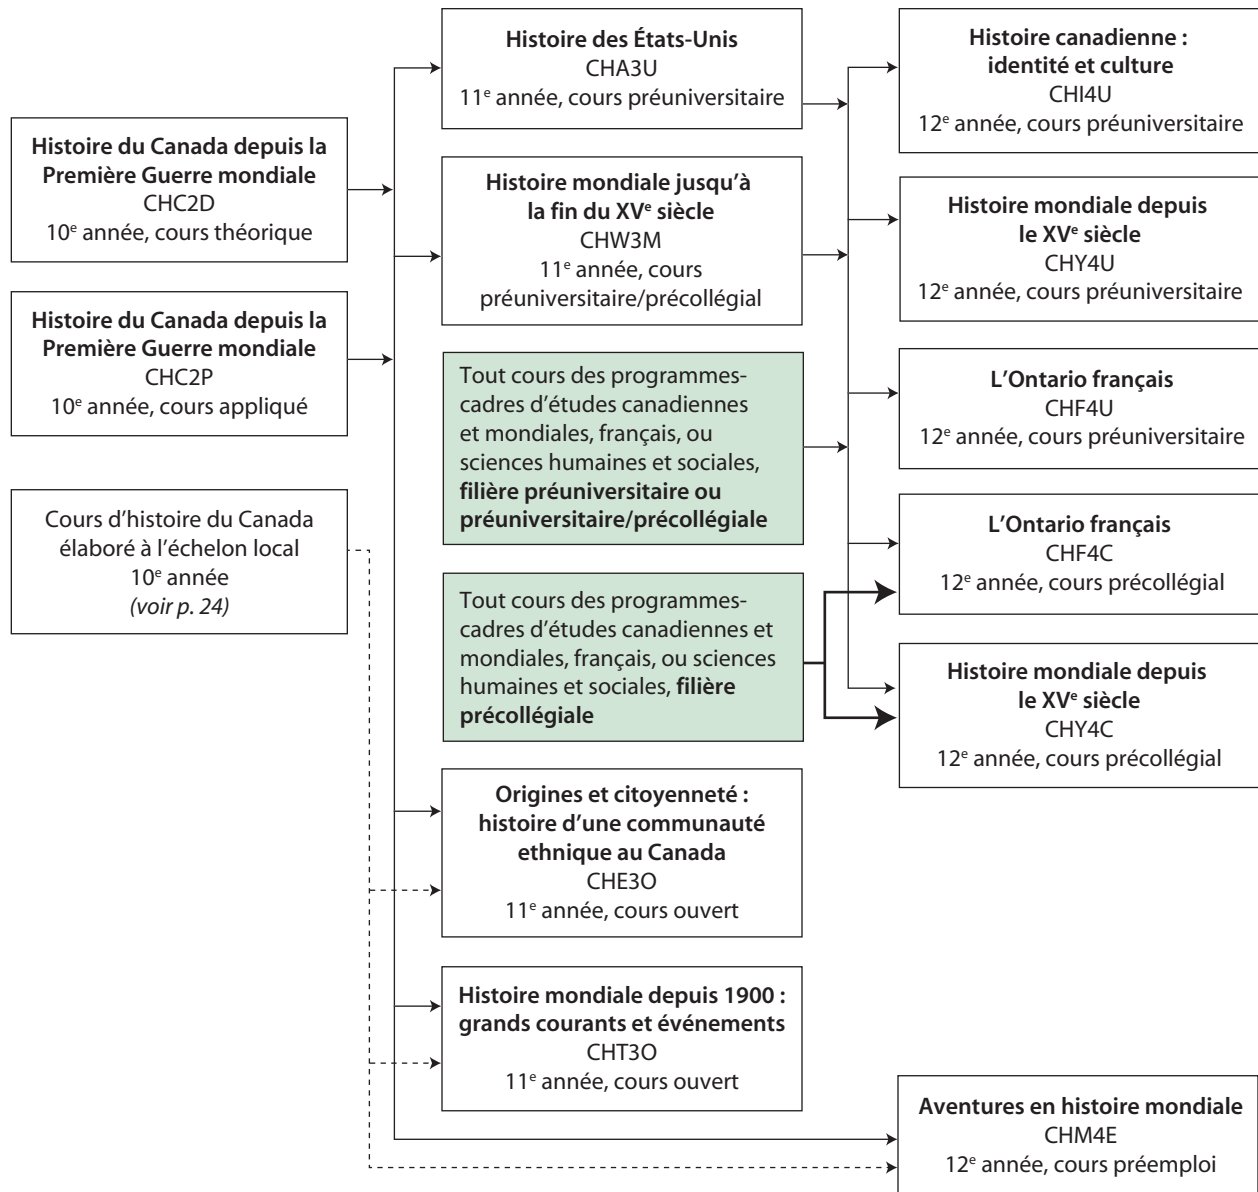 Histoire du Canada depuis la
Première Guerre mondiale
CHC2D
10e année, cours théorique
Histoire du Canada depuis la
Première Guerre mondiale
CHC2P
10e année, cours appliqué
Cours d’histoire du Canada
élaboré à l’échelon local
10e année
(voir p. 24)
Histoire des États-Unis
CHA3U
11e année, cours préuniversitaire
Histoire mondiale jusqu’à
la fin du XVe siècle
CHW3M
11e année, cours
préuniversitaire/précollégial
Tout cours des programmes-
cadres d’études canadiennes
et mondiales, français, ou
sciences humaines et sociales,
filière préuniversitaire ou
préuniversitaire/précollégiale
Tout cours des programmes-
cadres d’études canadiennes et
mondiales, français, ou sciences
humaines et sociales, filière
précollégiale
Origines et citoyenneté :
histoire d’une communauté
ethnique au Canada
CHE3O
11e année, cours ouvert
Histoire mondiale depuis 1900 :
grands courants et événements
CHT3O
11e année, cours ouvert
Histoire canadienne :
identité et culture
CHI4U
12e année, cours préuniversitaire
Histoire mondiale depuis
le XVe siècle
CHY4U
12e année, cours préuniversitaire
L’Ontario français
CHF4U
12e année, cours préuniversitaire
L’Ontario français
CHF4C
12e année, cours précollégial
Histoire mondiale depuis
le XVe siècle
CHY4C
12e année, cours précollégial
Aventures en histoire mondiale
CHM4E
12e année, cours préemploi